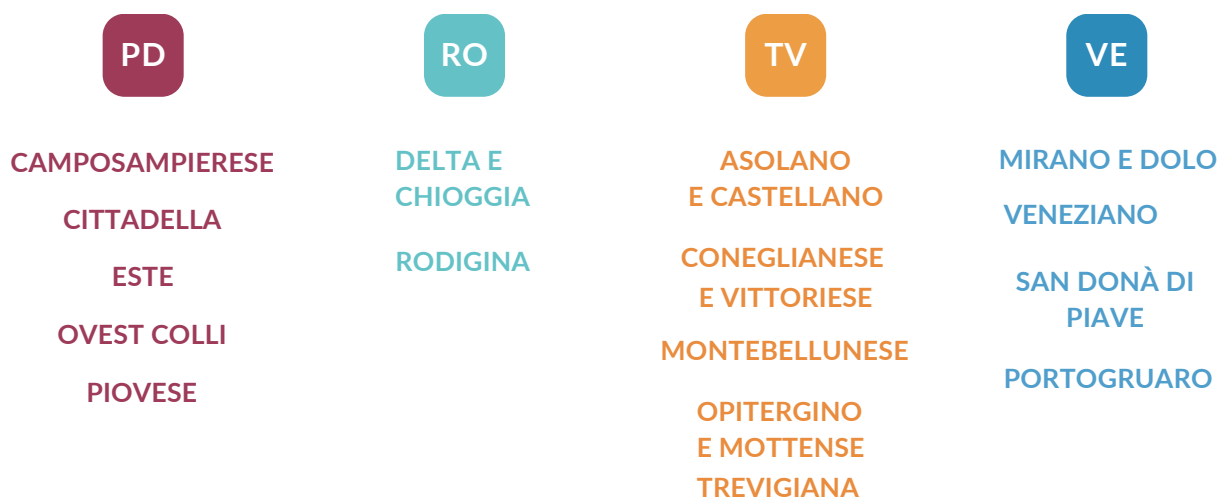 PD
CAMPOSAMPIERESE
CITTADELLA
ESTE
OVEST COLLI
PIOVESE
RO
DELTA E
CHIOGGIA
RODIGINA
TV
ASOLANO
E CASTELLANO
CONEGLIANESE
E VITTORIESE
MONTEBELLUNESE
OPITERGINO
E MOTTENSE
TREVIGIANA
VE
MIRANO E DOLO
VENEZIANO
SAN DONÀ DI
PIAVE
PORTOGRUARO